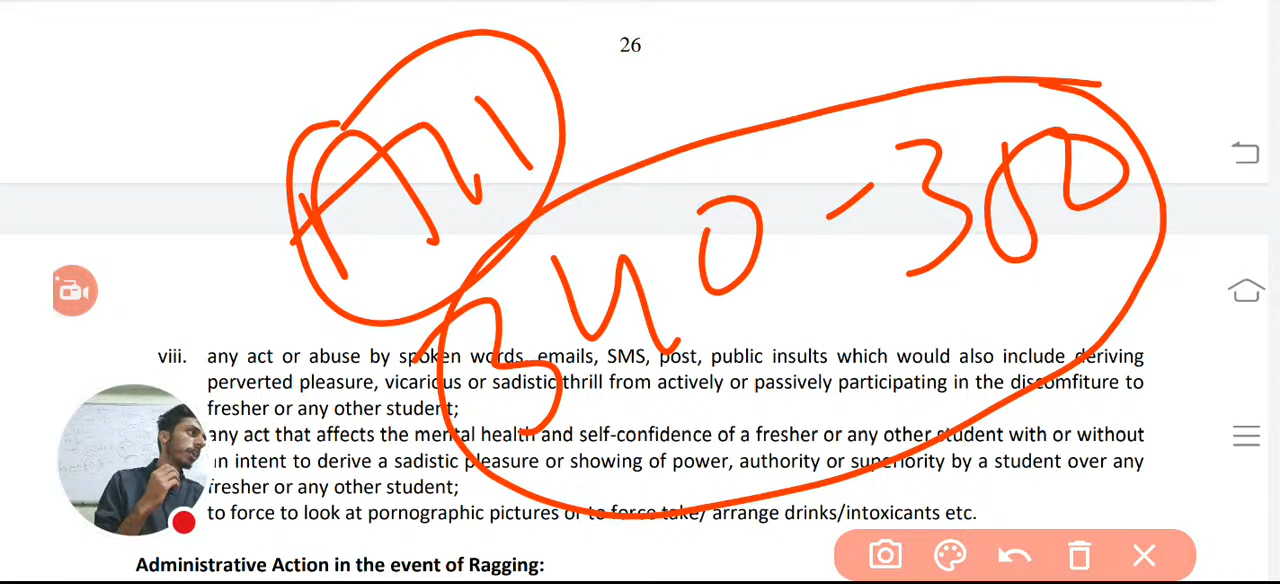 26
340-380
viii. any act or abuse by spoken words, emails, SMS, post, public insults which would also include deriving
perverted pleasure, vicarious or sadistic thrill from actively or passively participating in the discomfiture to
fresher or any other student;
any act that affects the mental health and self-confidence of a fresher or any other student with or without
an intent to derive a sadistic pleasure or showing of power, authority or superiority by a student over any
fresher or any other student;
to force to look at pornographic pictures or to force take/ arrange drinks/intoxicants etc.
Administrative Action in the event of Ragging: